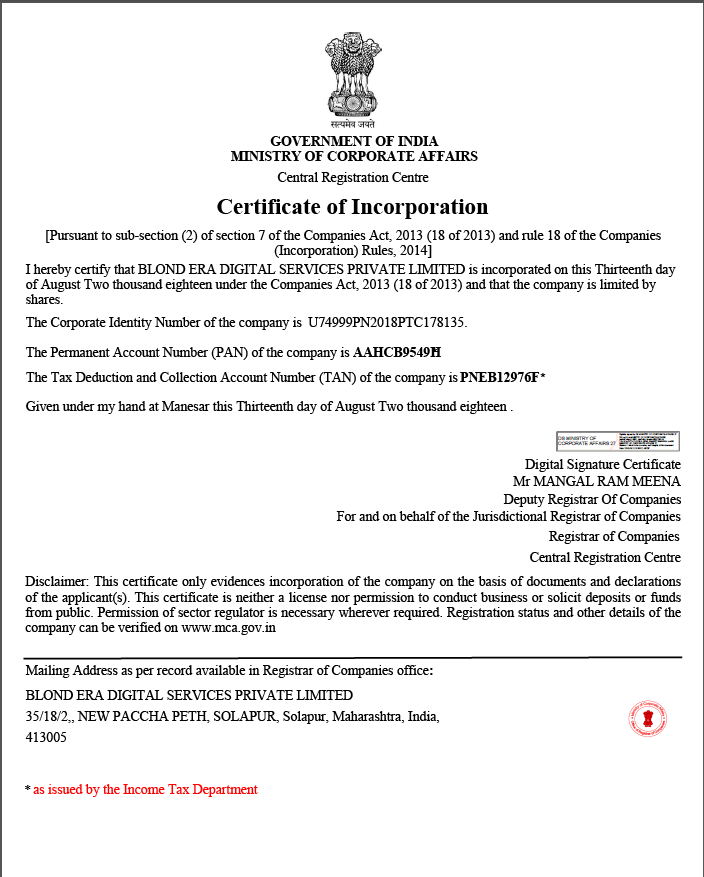 सत्यमेव जयते
GOVERNMENT OF INDIA
MINISTRY OF CORPORATE AFFAIRS
Central Registration Centre
Certificate of Incorporation
[Pursuant to sub-section (2) of section 7 of the Companies Act, 2013 (18 of 2013) and rule 18 of the Companies
(Incorporation) Rules, 2014]
I hereby certify that BLOND ERA DIGITAL SERVICES PRIVATE LIMITED is incorporated on this Thirteenth day
of August Two thousand eighteen under the Companies Act, 2013 (18 of 2013) and that the company is limited by
shares.
The Corporate Identity Number of the company is U74999PN2018PTC178135.
The Permanent Account Number (PAN) of the company is
The Tax Deduction and Collection Account Number (TAN) of the company is PNEB12976F*
Given under my hand at Manesar this Thirteenth day of August Two thousand eighteen .
DS MINISTRY OF
CORPORATE AFFAIRS 27
Digital Signature Certificate
Mr MANGAL RAM MEENA
Deputy Registrar Of Companies
For and on behalf of the Jurisdictional Registrar of Companies
Registrar of Companies
Central Registration Centre
Disclaimer: This certificate only evidences incorporation of the company on the basis of documents and declarations
of the applicant(s). This certificate is neither a license nor permission to conduct business or solicit deposits or funds
from public. Permission of sector regulator is necessary wherever required. Registration status and other details of the
company can be verified on www.mca.gov.in
Mailing Address as per record available in Registrar of Companies office:
BLOND ERA DIGITAL SERVICES PRIVATE LIMITED
35/18/2,, NEW PACCHA PETH, SOLAPUR, Solapur, Maharashtra, India,
413005
* as issued by the Income Tax Department